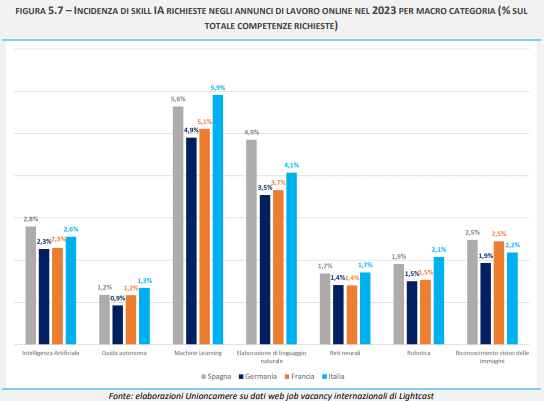 FIGURA 5.7 – INCIDENZA DI SKILL IA RICHIESTE NEGLI ANNUNCI DI LAVORO ONLINE NEL 2023 PER MACRO CATEGORIA (% SUL
TOTALE COMPETENZE RICHIESTE)
2,8% 2,3% 2,3% 2,6%
1,2% 0,9% 1,2% 1,3%
5,6% 4,9% 5,1% 5,9%
4,9% 3,5% 3,7% 4,1%
1,7% 1,4% 1,4% 1,7%
1,9% 1,5% 1,5% 2,1%
2,5% 1,9% 2,5% 2,2%
Intelligenza Artificiale
Guida autonoma
Machine Learning
Elaborazione di linguaggio
naturale
Reti neurali
Robotica
Riconoscimento visivo delle
immagini
Spagna Germania Francia Italia
Fonte: elaborazioni Unioncamere su dati web job vacancy internazionali di Lightcast